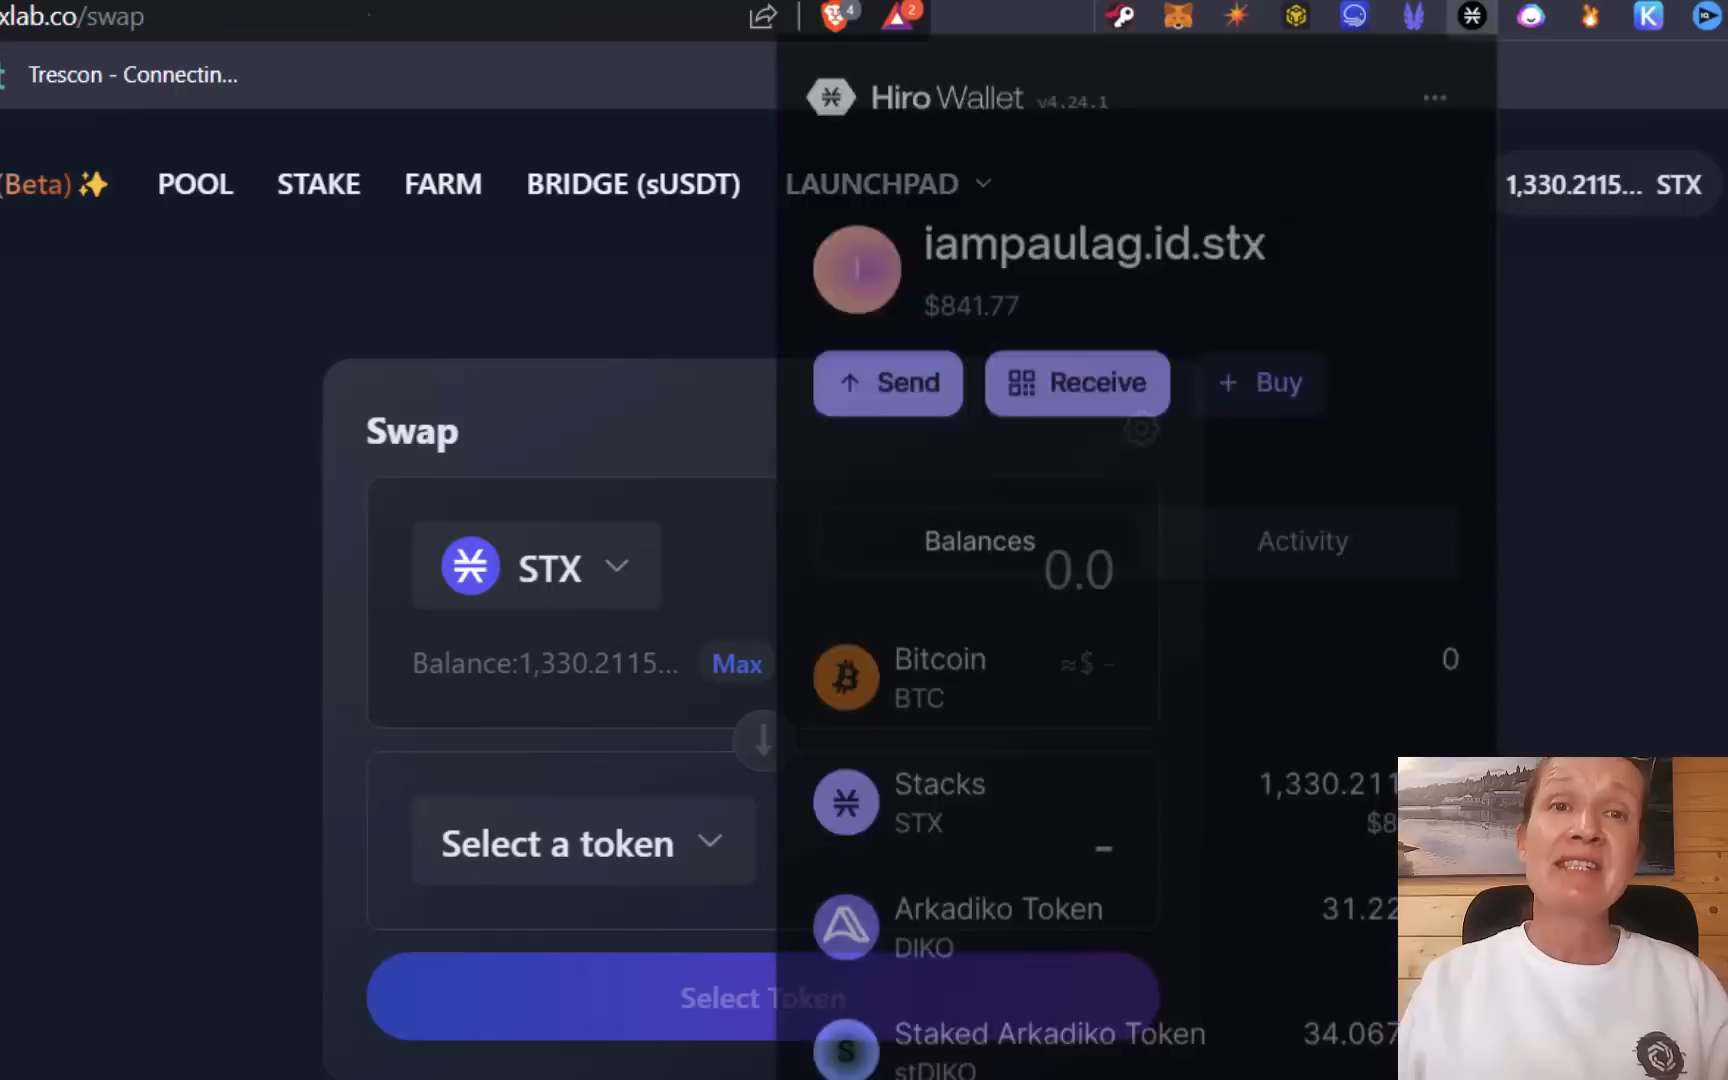 xlab.co/swap
4
2
Trescon - Connectin...
Hiro Wallet v4.24.1
(Beta)✨ POOL STAKE FARM BRIDGE (sUSDT) LAUNCHPAD
1,330.2115... STX
iampaulag.id.stx
$841.77
Send
Receive
+ Buy
Swap
Balances
Activity
STX
0.0
Balance:1,330.2115... Max
≈$ -
Bitcoin
BTC
0
Stacks
STX
1,330.211
$8
Select a token
-
Arkadiko Token
DIKO
31.22
Select Token
Staked Arkadiko Token
stDIKO
34.067
S
K